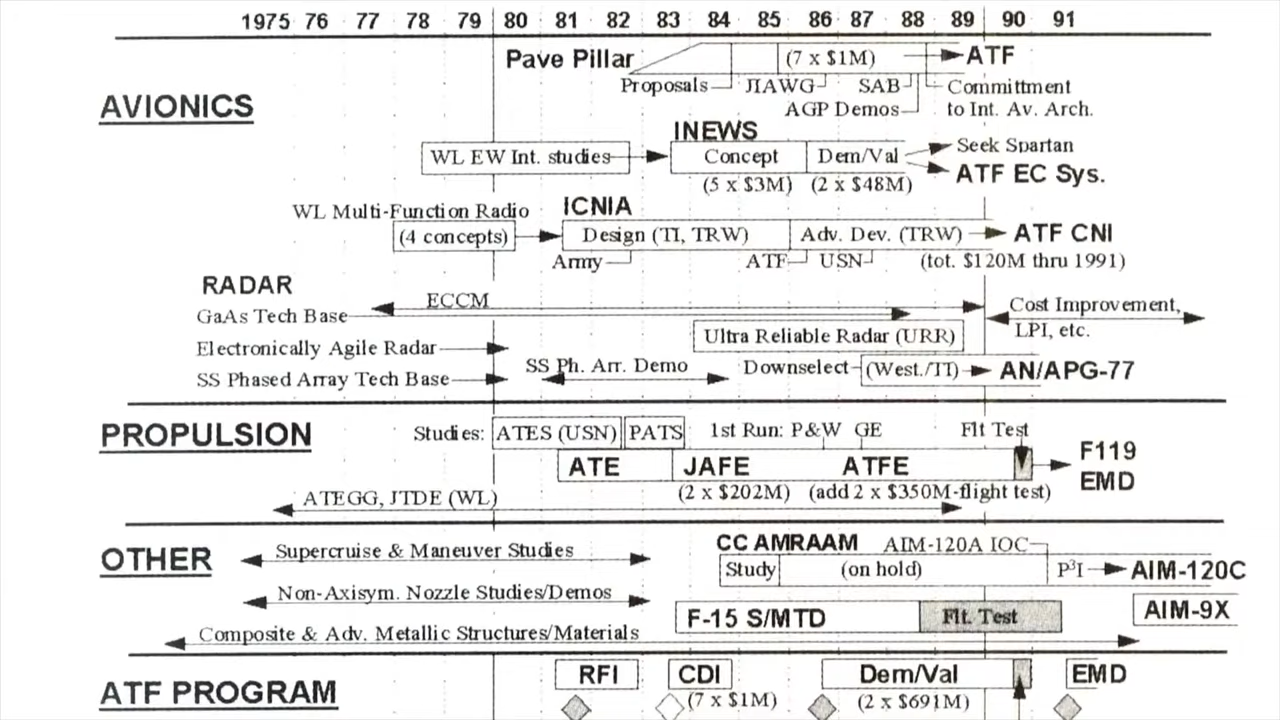 1975 76 77 78 79 80 81 82 83 84 85 86 87 88 89 90 91
AVIONICS
Pave Pillar (7 x $1M) ATF
Proposals JIAWG SAB Committment
AGP Demos to Int. Av. Arch.
INEWS
WL EW Int. studies Concept Dem/Val Seek Spartan
(5 x $3M) (2 x $48M) ATF EC Sys.
WL Multi-Function Radio ICNIA
(4 concepts) Design (TI, TRW) Adv. Dev. (TRW) ATF CNI
Army ATF USN (tot. $120M thru 1991)
RADAR
ECCM Cost Improvement,
GaAs Tech Base LPI, etc.
Electronically Agile Radar Ultra Reliable Radar (URR)
SS Phased Array Tech Base SS Ph. Arr. Demo Downselect (West./TI) AN/APG-77
PROPULSION
Studies: ATES (USN) PATS 1st Run: P&W GE Flt Test
ATE JAFE ATFE F119
(2 x $202M) (add 2 x $350M-flight test) EMD
ATEGG, JTDE (WL)
OTHER
Supercruise & Maneuver Studies CC AMRAAM AIM-120A IOC
Study (on hold) P³I AIM-120C
Non-Axisym. Nozzle Studies/Demos
F-15 S/MTD Flt. Test AIM-9X
Composite & Adv. Metallic Structures/Materials
ATF PROGRAM
RFI CDI Dem/Val EMD
(7 x $1M) (2 x $691M)